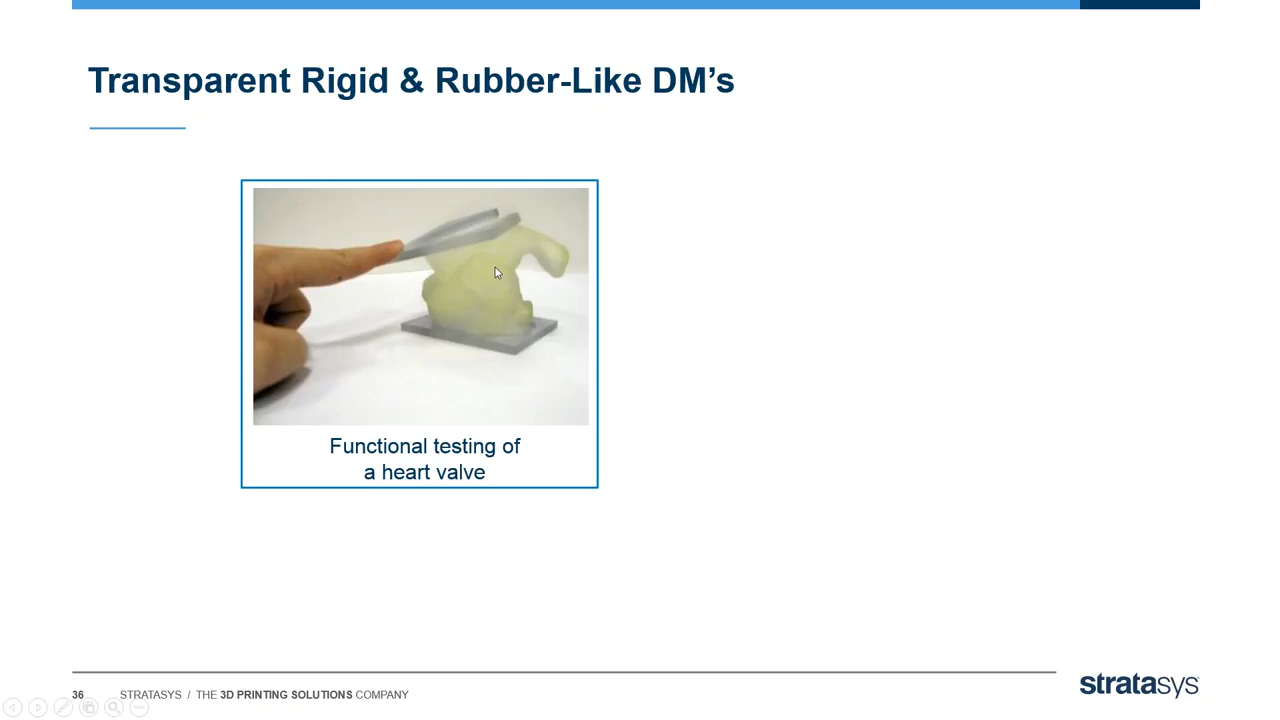 Transparent Rigid & Rubber-Like DM’s
Functional testing of
a heart valve
36 STRATASYS / THE 3D PRINTING SOLUTIONS COMPANY
stratasys